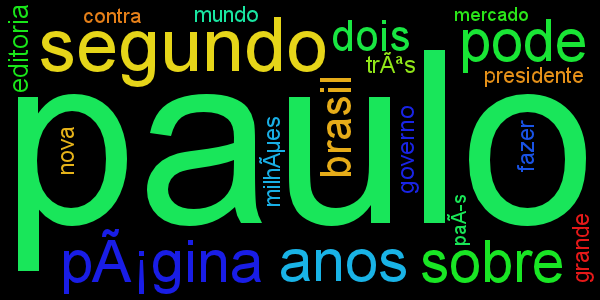 editoria
contra
mundo
mercado
segundo
dois
pode
trÃªs
presidente
paulo
nova
milhÃµes
brasil
governo
fazer
paÃ­s
grande
pÃ¡gina
anos
sobre